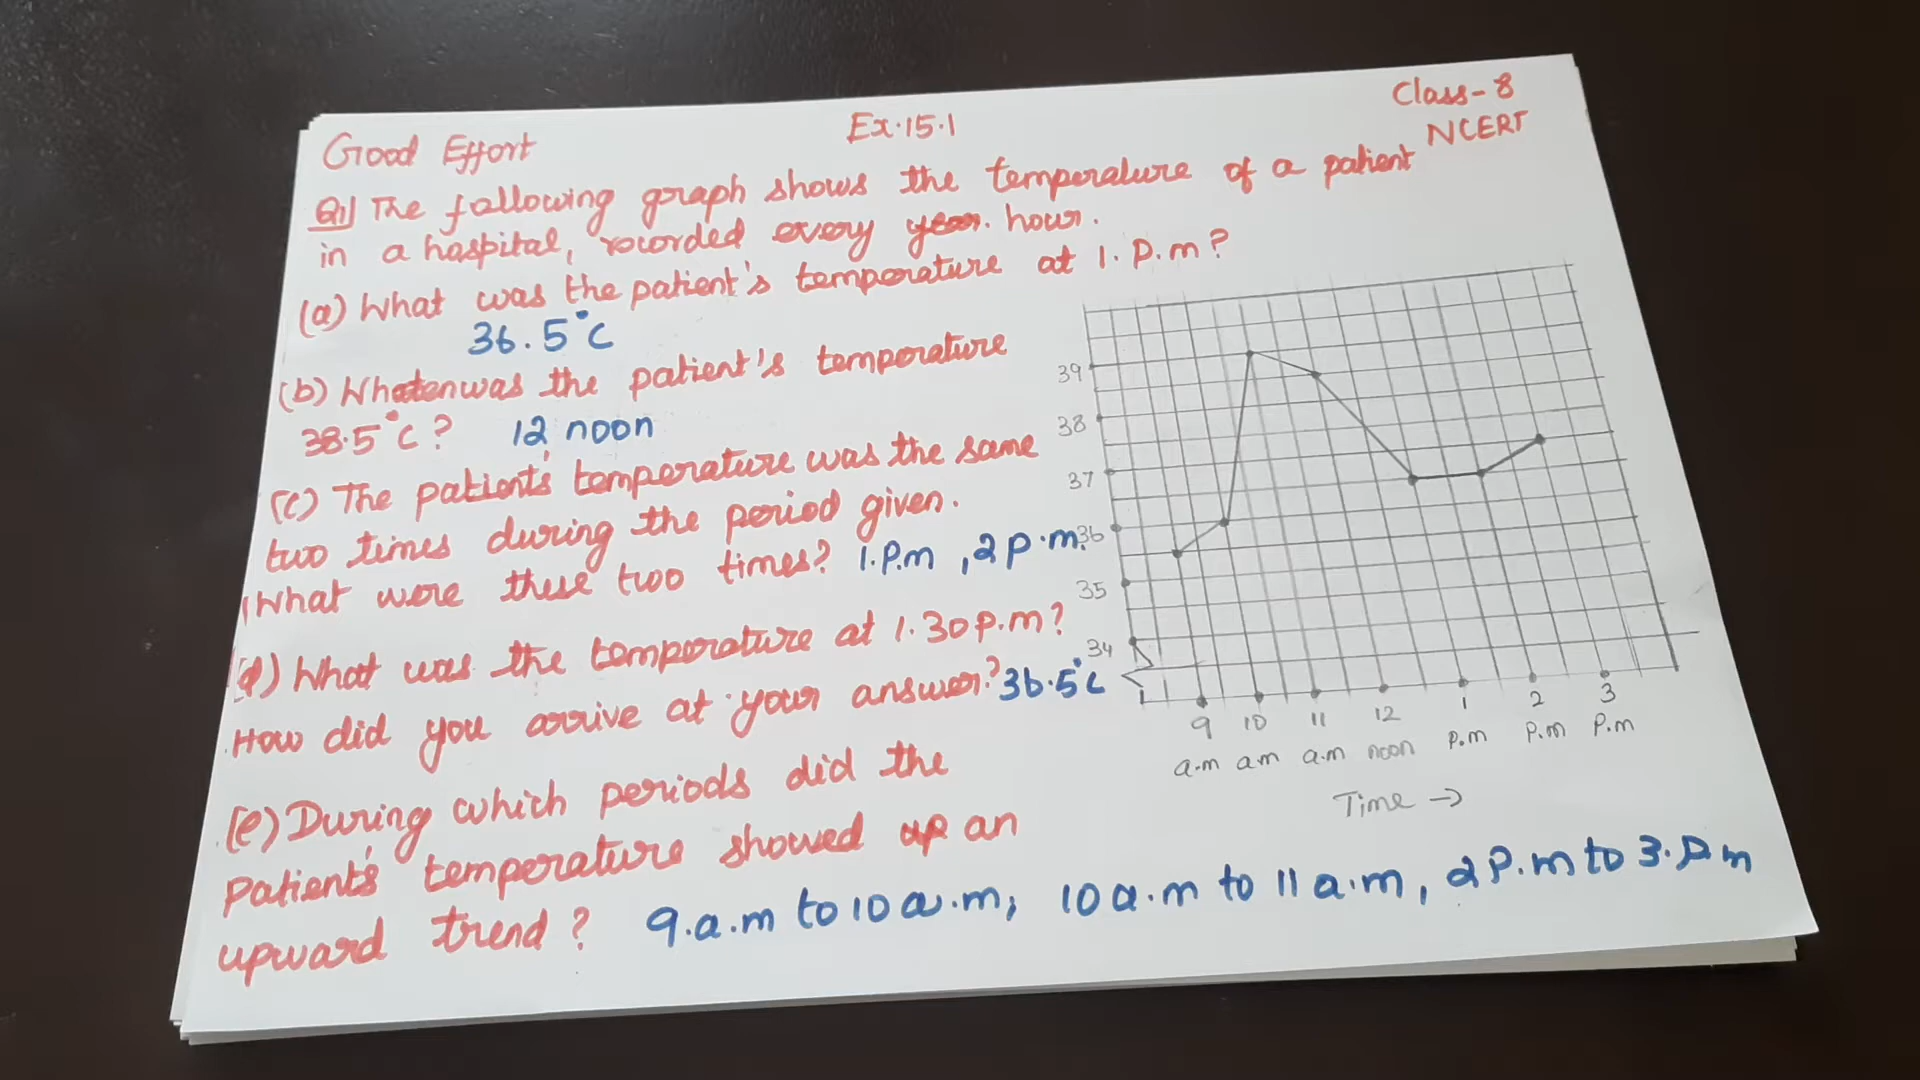 Good Effort
Ex.15.1
Class-8
NCERT
Q1) The following graph shows the temperature of a patient
in a hospital, recorded every year. hour.
(a) What was the patient's temperature at 1. P.m?
36.5°C
(b) When was the patient's temperature
38.5°C? 12 noon
(c) The patient's temperature was the same
two times during the period given.
What were these two times? 1.P.m , 2 p.m.
(d) What was the temperature at 1.30 p.m?
How did you arrive at your answer? 36.5°C
(e) During which periods did the
Patient's temperature showed up an
upward trend? 9.a.m to 10 a.m; 10 a.m to 11 a.m, 2 P.m to 3.P.m
39
38
37
36
35
34
9 10 11 12 1 2 3
a.m am a.m noon P.m P.m P.m
Time →